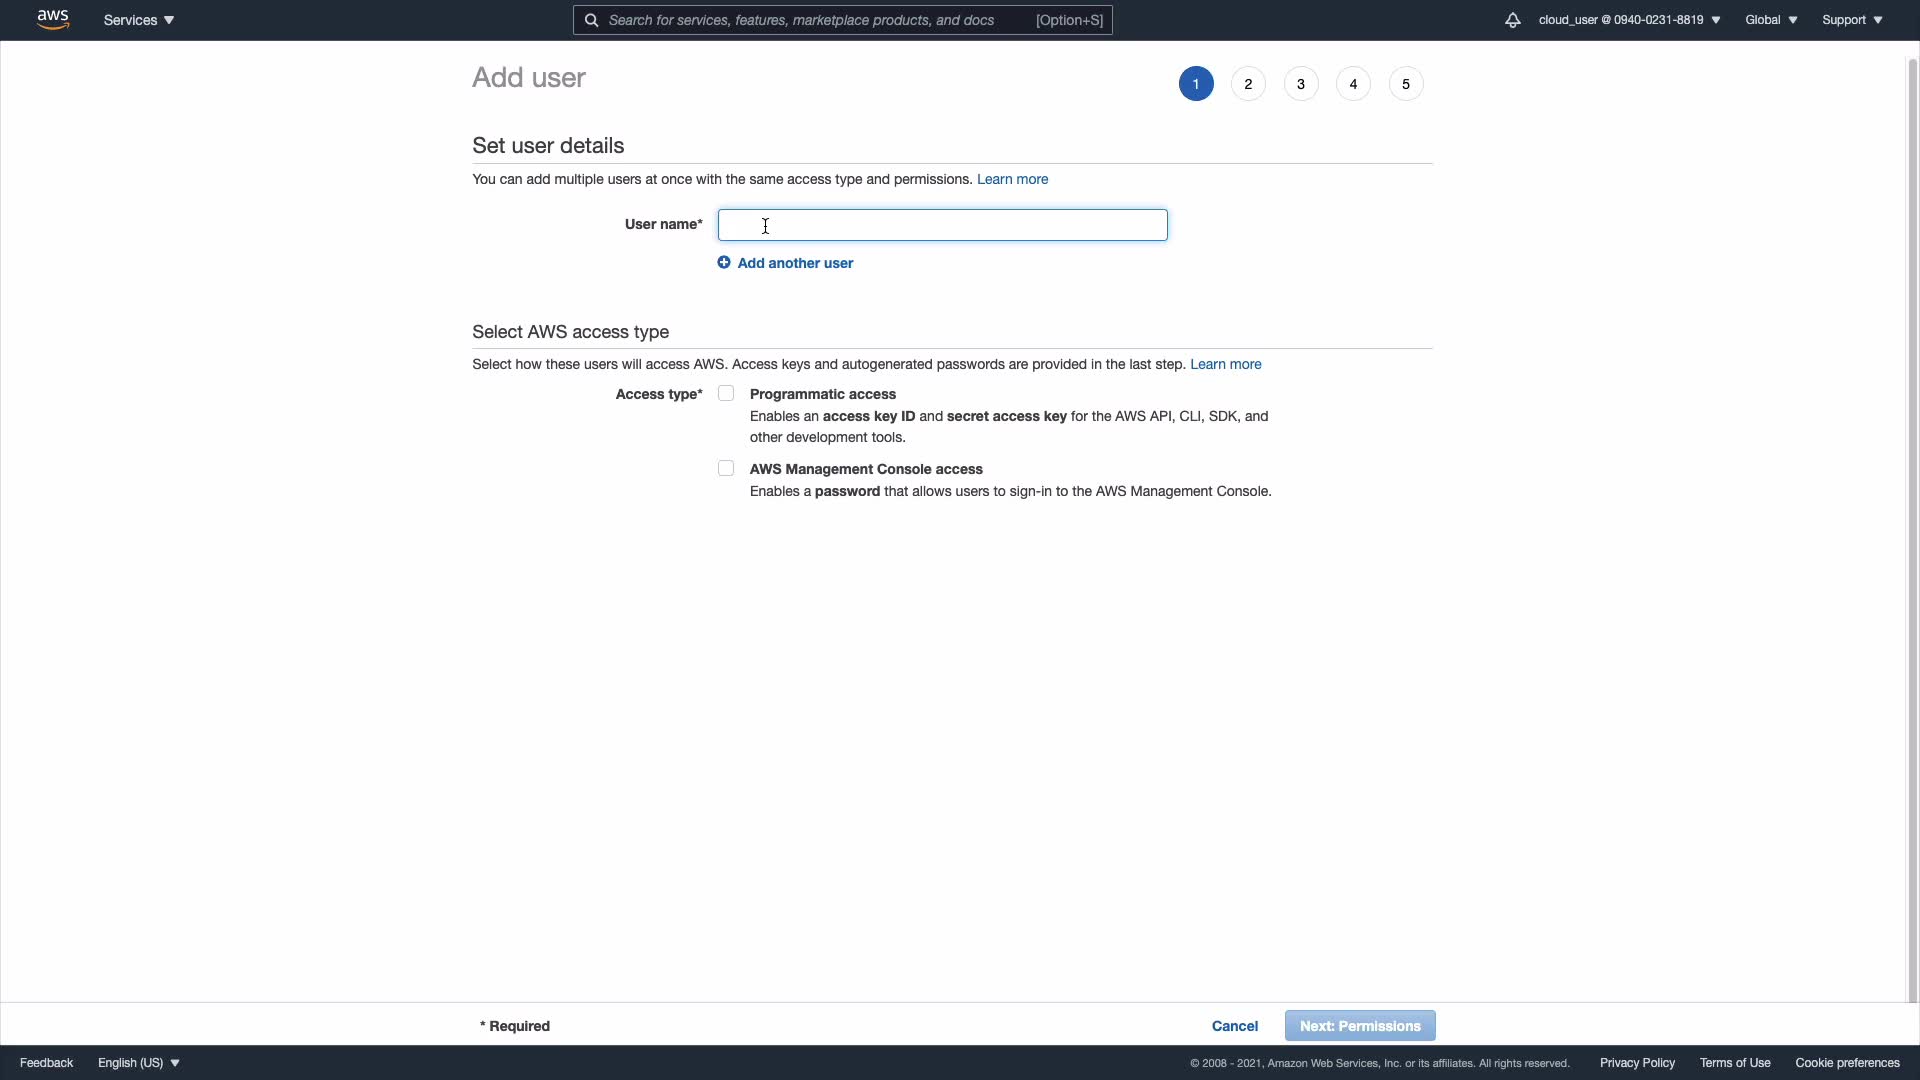 aws Services Search for services, features, marketplace products, and docs [Option+S] cloud_user @ 0940-0231-8819 Global Support
Add user 1 2 3 4 5
Set user details
You can add multiple users at once with the same access type and permissions. Learn more
User name*
Add another user
Select AWS access type
Select how these users will access AWS. Access keys and autogenerated passwords are provided in the last step. Learn more
Access type* Programmatic access
Enables an access key ID and secret access key for the AWS API, CLI, SDK, and
other development tools.
AWS Management Console access
Enables a password that allows users to sign-in to the AWS Management Console.
* Required Cancel Next: Permissions
Feedback English (US) © 2008 - 2021, Amazon Web Services, Inc. or its affiliates. All rights reserved. Privacy Policy Terms of Use Cookie preferences